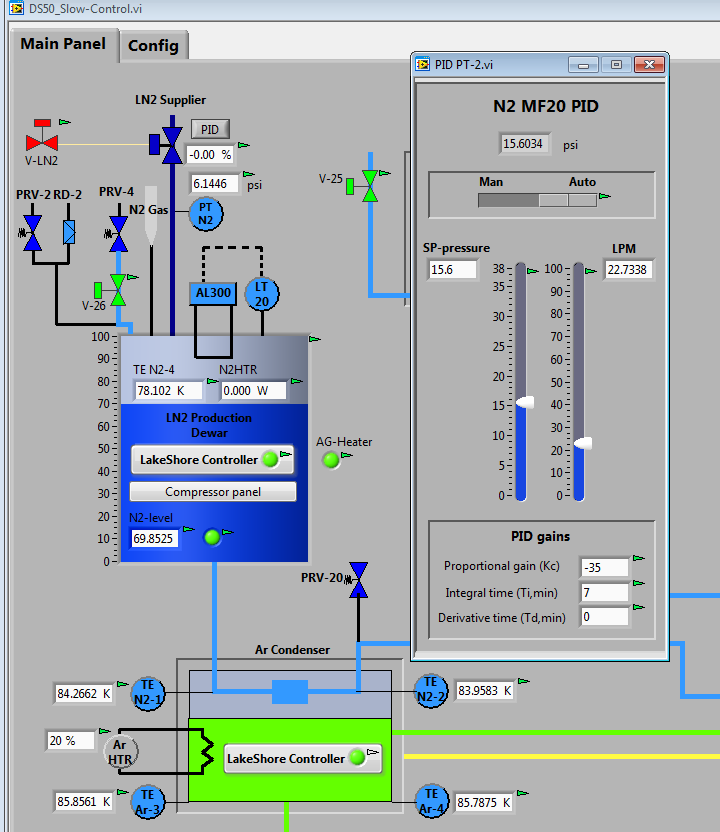 DS50_Slow-Control.vi
Main Panel
Config
LN2 Supplier
PID
V-LN2
-0.00 %
6.1446 psi
PRV-2 RD-2 PRV-4
N2 Gas
PT
N2
V-25
V-26
AL300
LT
20
100
90
80
70
60
50
40
30
20
10
0
TE N2-4
78.102 K
N2HTR
0.000 W
LN2 Production
Dewar
LakeShore Controller
AG-Heater
Compressor panel
N2-level
69.8525
PRV-20
Ar Condenser
84.2662 K
TE
N2-1
TE
N2-2
83.9583 K
20 %
Ar
HTR
LakeShore Controller
85.8561 K
TE
Ar-3
TE
Ar-4
85.7875 K
PID PT-2.vi
N2 MF20 PID
15.6034 psi
Man Auto
SP-pressure
15.6
LPM
22.7338
38
35
30
25
20
15
10
5
0
100
90
80
70
60
50
40
30
20
10
0
PID gains
Proportional gain (Kc) -35
Integral time (Ti,min) 7
Derivative time (Td,min) 0